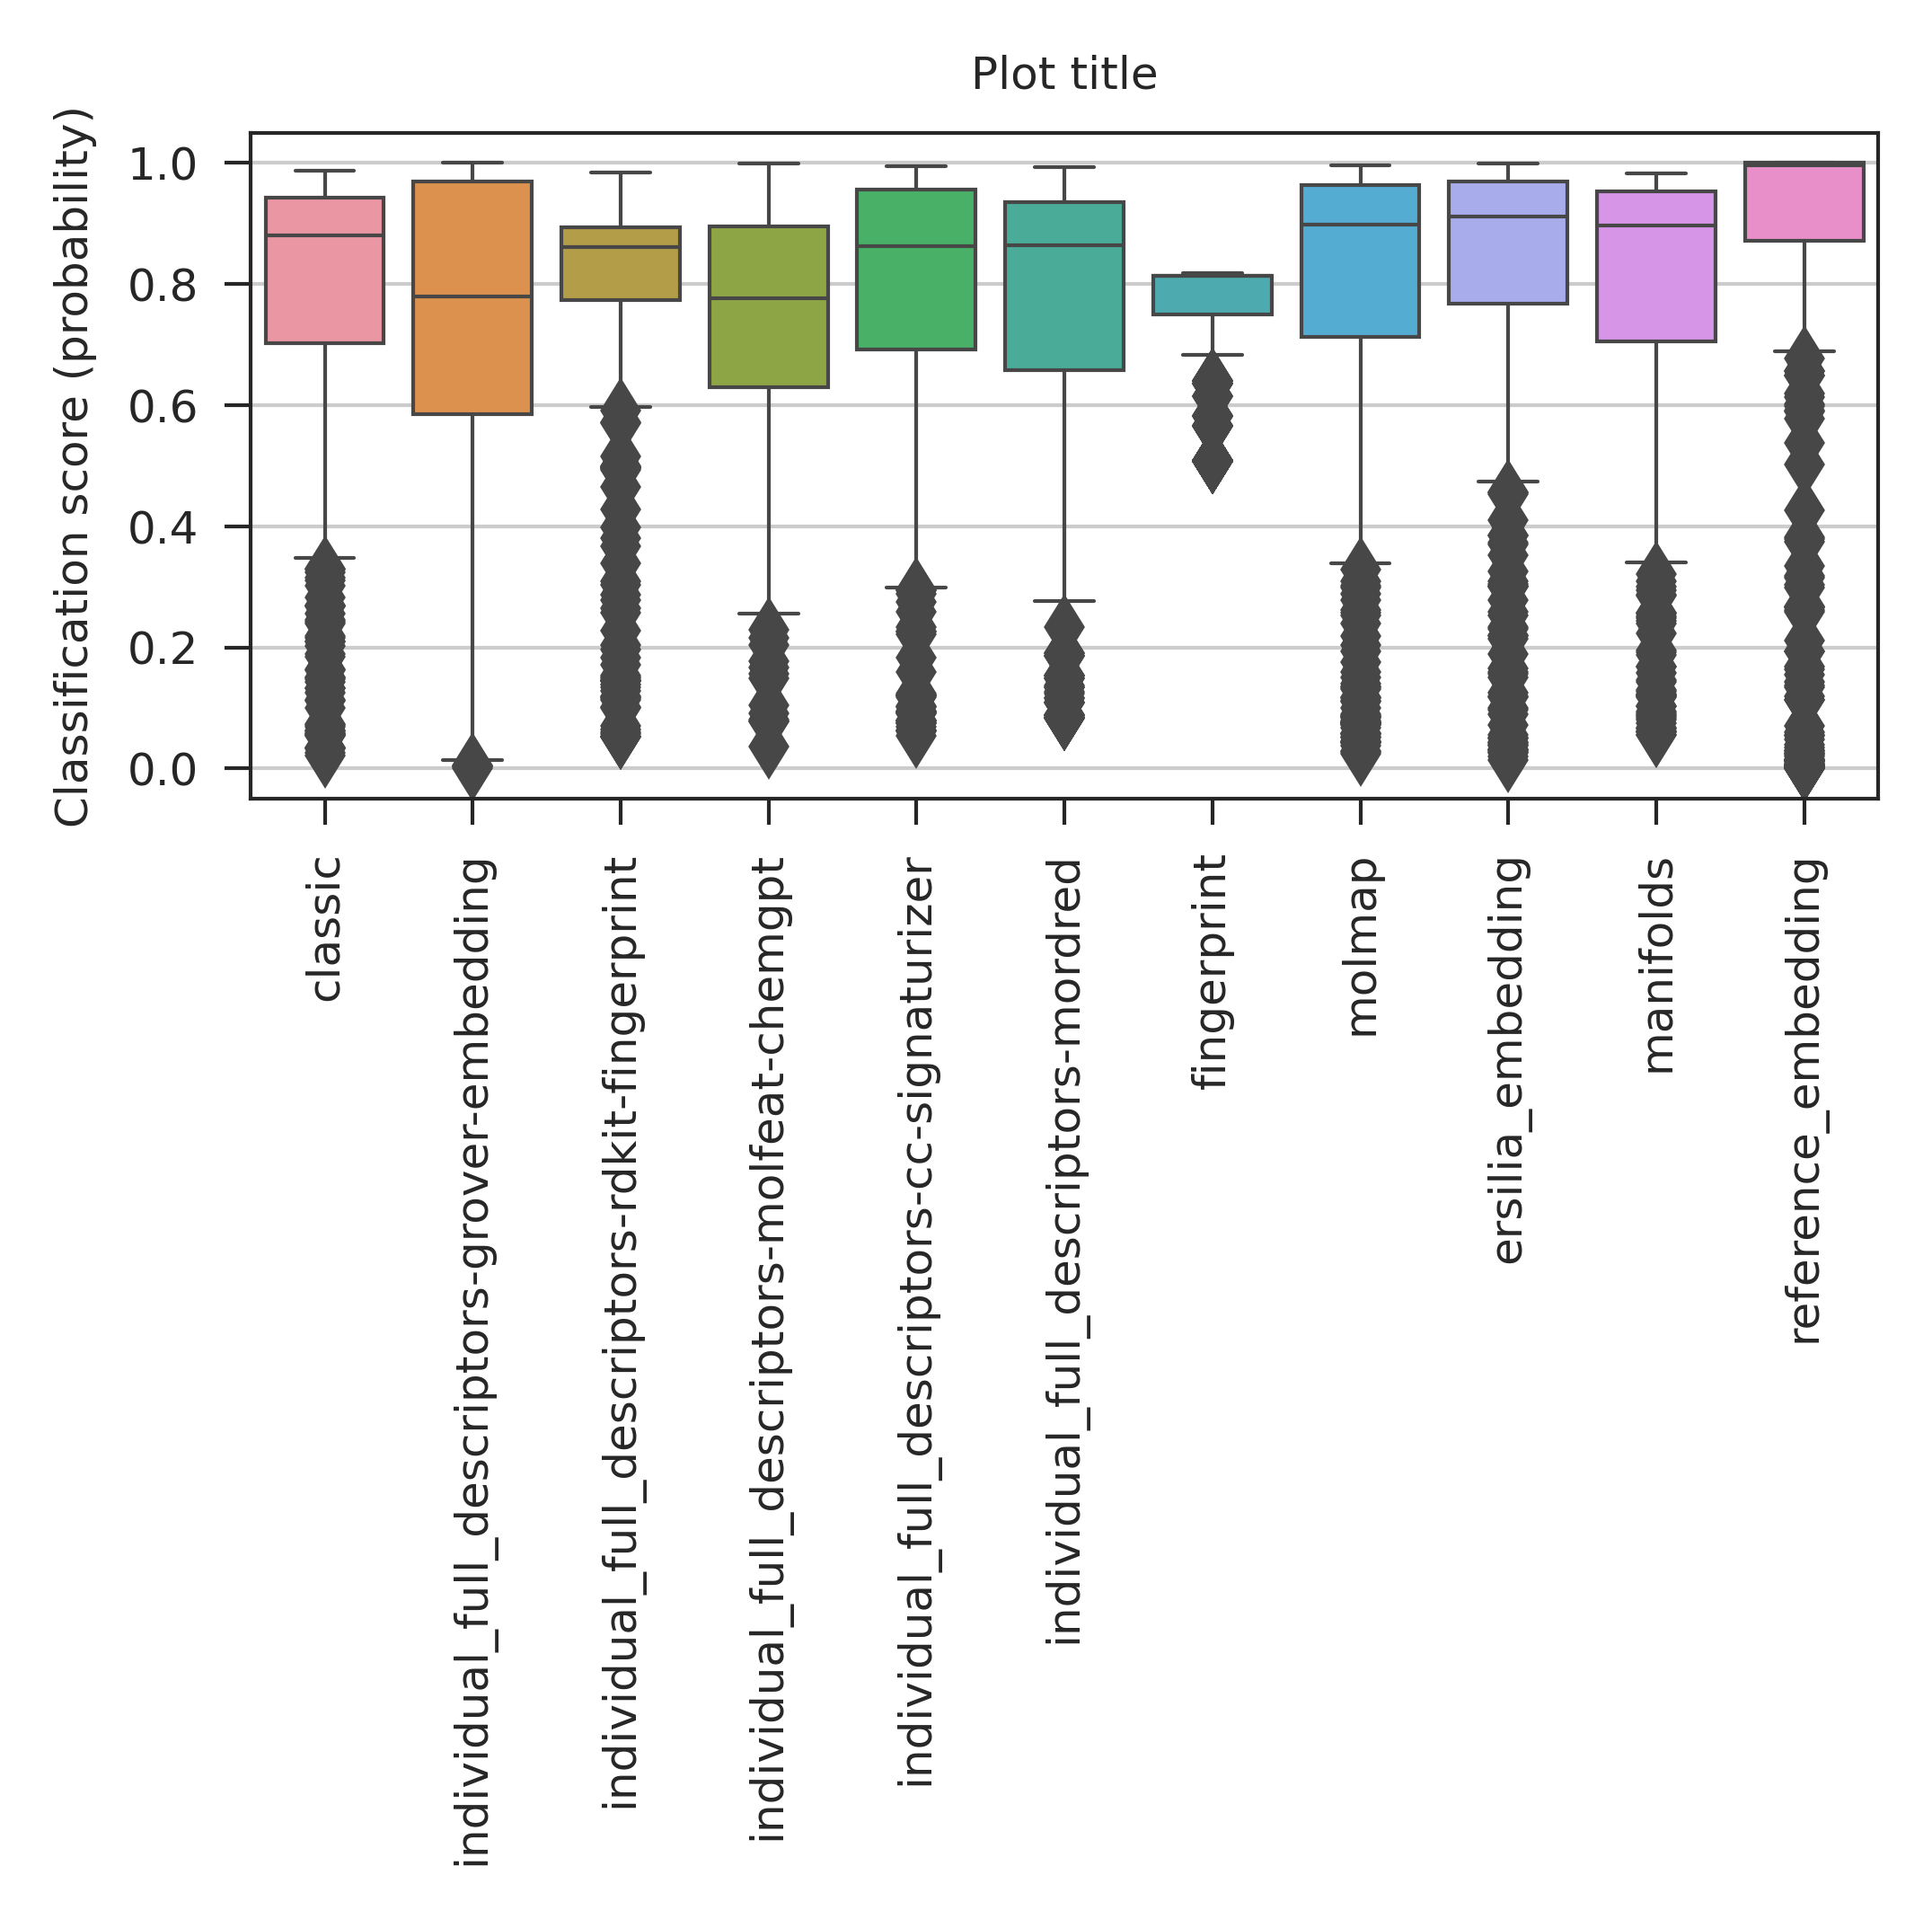 Plot title
Classification score (probability)
1.0
0.8
0.6
0.4
0.2
0.0
classic
individual_full_descriptors-grover-embedding
individual_full_descriptors-rdkit-fingerprint
individual_full_descriptors-molfeat-chemgpt
individual_full_descriptors-cc-signaturizer
individual_full_descriptors-mordred
fingerprint
molmap
ersilia_embedding
manifolds
reference_embedding